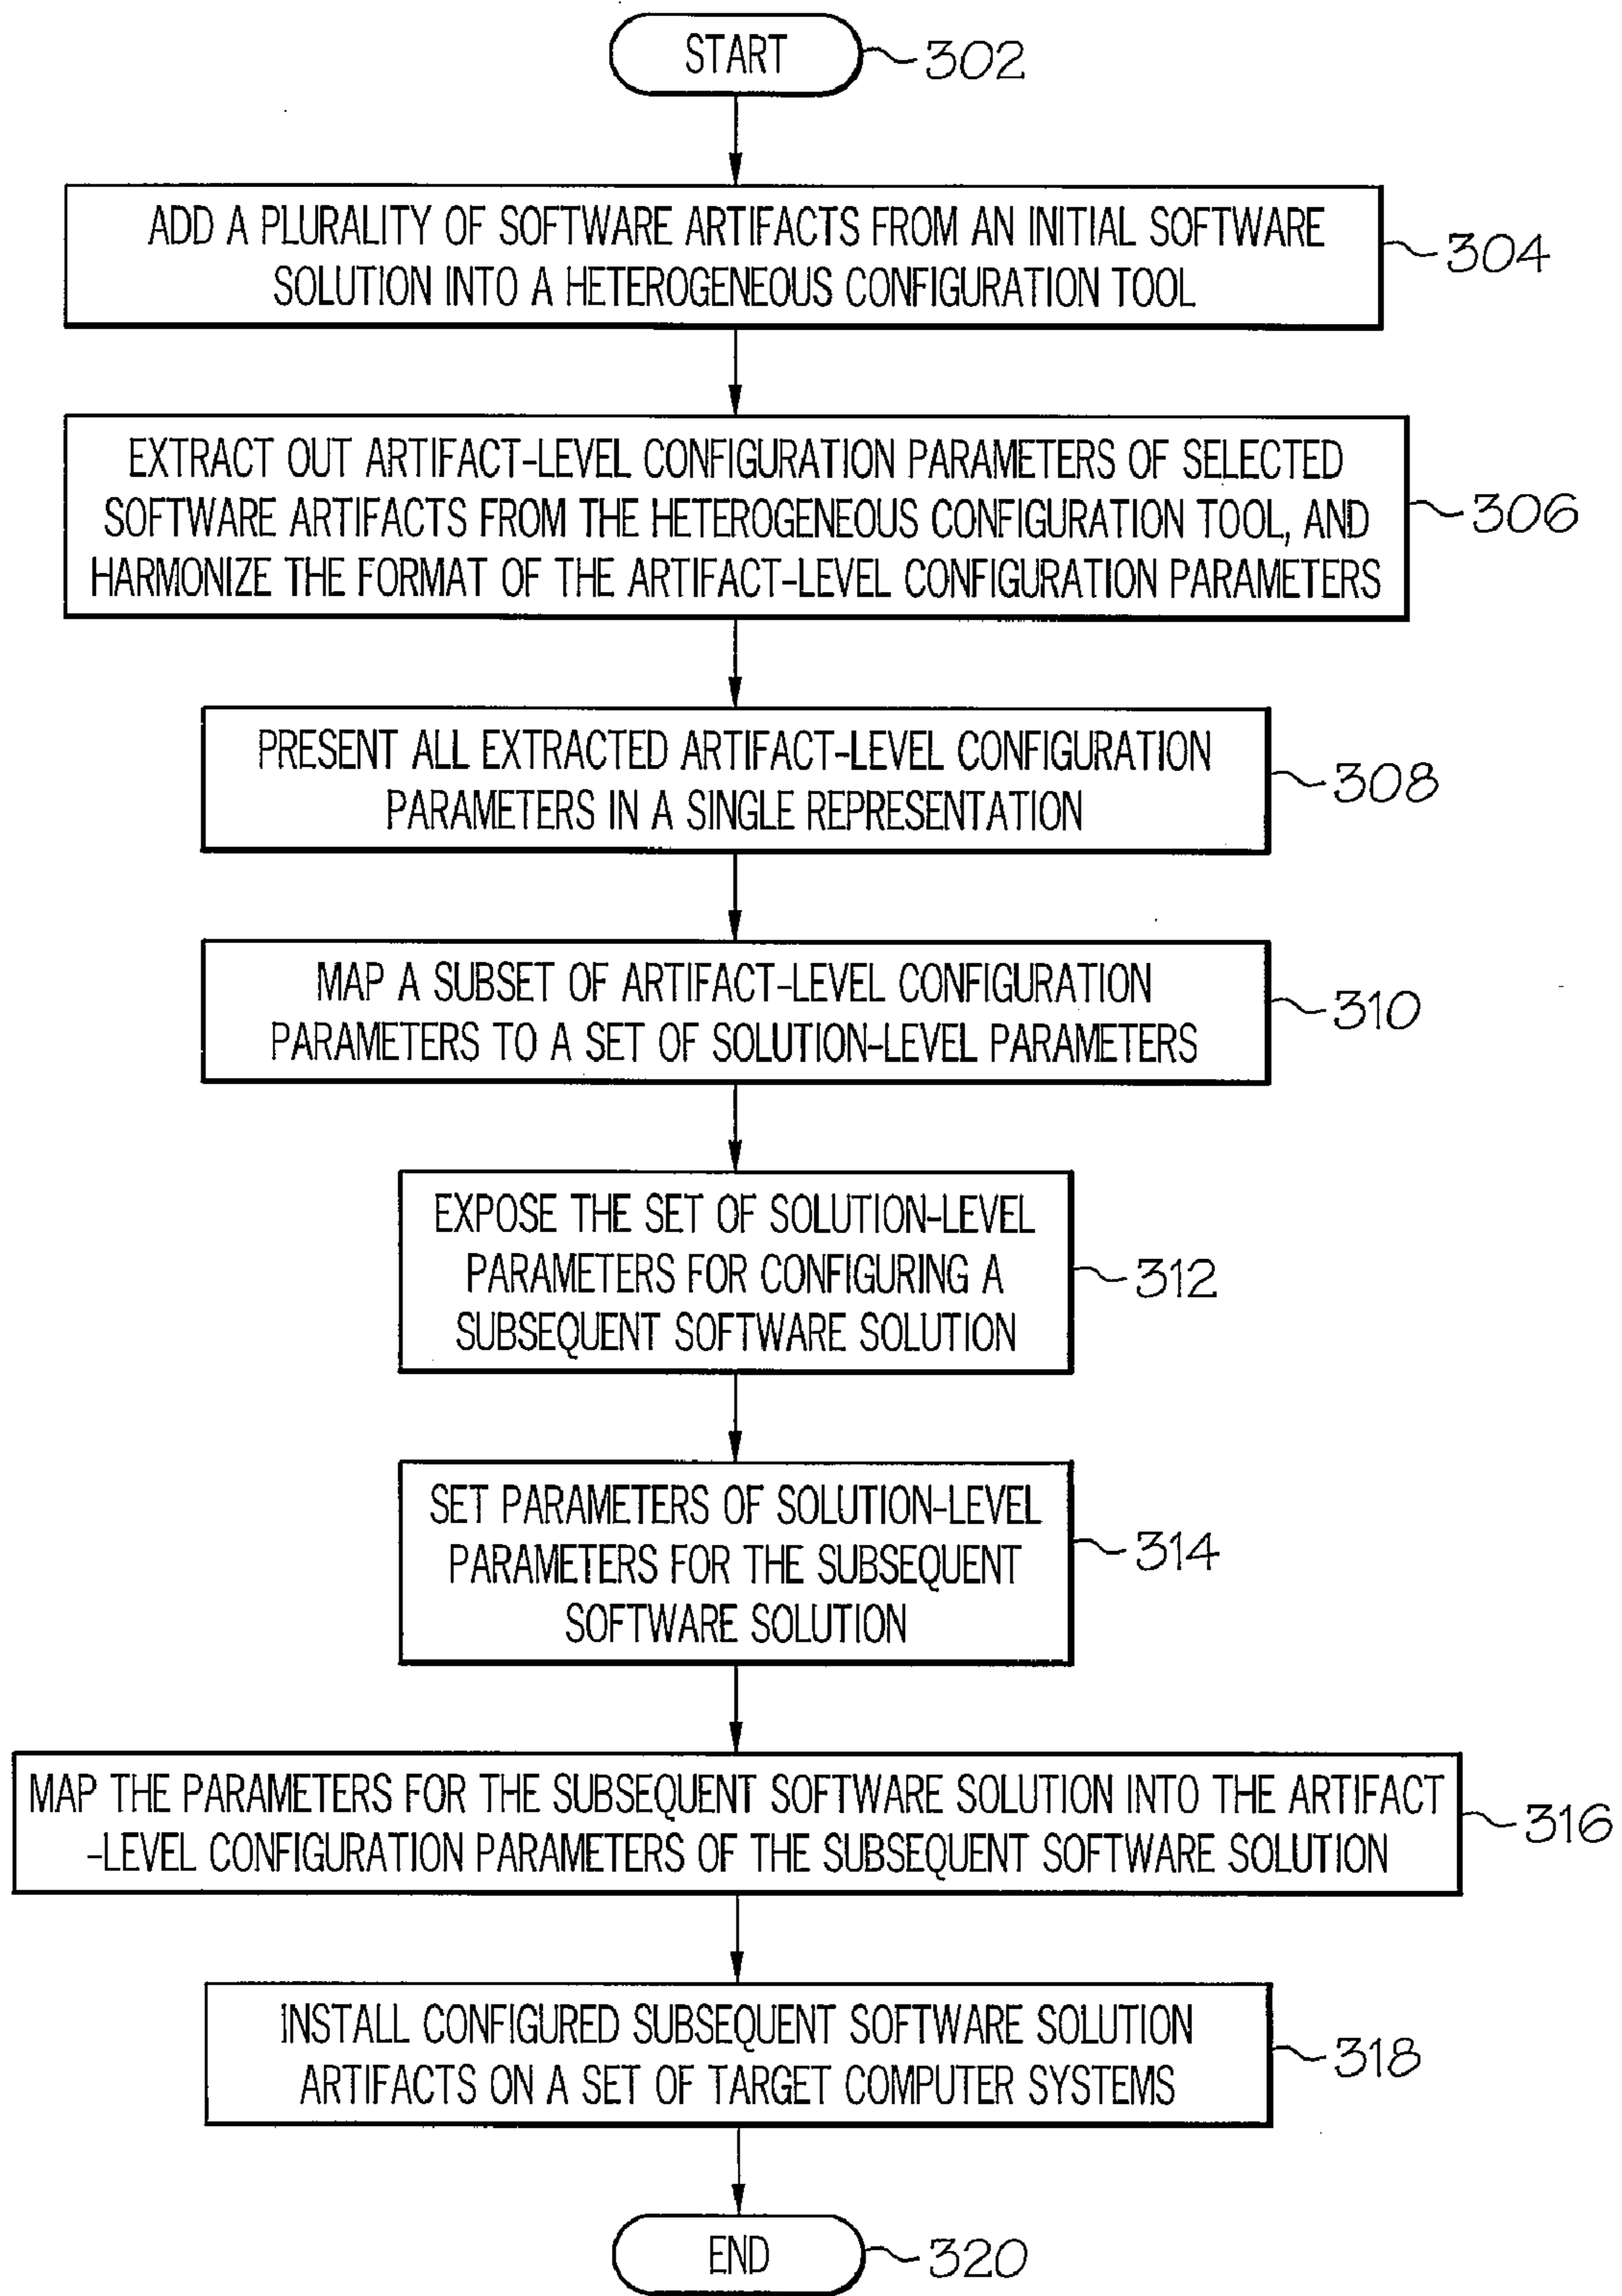 START
302
ADD A PLURALITY OF SOFTWARE ARTIFACTS FROM AN INITIAL SOFTWARE
SOLUTION INTO A HETEROGENEOUS CONFIGURATION TOOL
304
EXTRACT OUT ARTIFACT-LEVEL CONFIGURATION PARAMETERS OF SELECTED
SOFTWARE ARTIFACTS FROM THE HETEROGENEOUS CONFIGURATION TOOL, AND
HARMONIZE THE FORMAT OF THE ARTIFACT-LEVEL CONFIGURATION PARAMETERS
306
PRESENT ALL EXTRACTED ARTIFACT-LEVEL CONFIGURATION
PARAMETERS IN A SINGLE REPRESENTATION
308
MAP A SUBSET OF ARTIFACT-LEVEL CONFIGURATION
PARAMETERS TO A SET OF SOLUTION-LEVEL PARAMETERS
310
EXPOSE THE SET OF SOLUTION-LEVEL
PARAMETERS FOR CONFIGURING A
SUBSEQUENT SOFTWARE SOLUTION
312
SET PARAMETERS OF SOLUTION-LEVEL
PARAMETERS FOR THE SUBSEQUENT
SOFTWARE SOLUTION
314
MAP THE PARAMETERS FOR THE SUBSEQUENT SOFTWARE SOLUTION INTO THE ARTIFACT
-LEVEL CONFIGURATION PARAMETERS OF THE SUBSEQUENT SOFTWARE SOLUTION
316
INSTALL CONFIGURED SUBSEQUENT SOFTWARE SOLUTION
ARTIFACTS ON A SET OF TARGET COMPUTER SYSTEMS
318
END
320